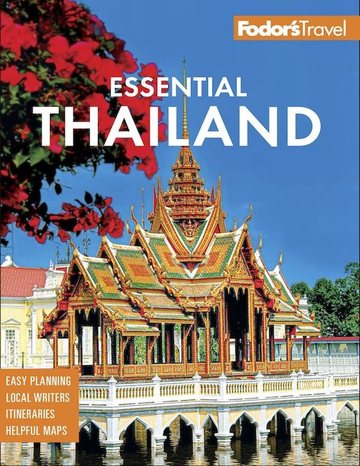 Fodor'sTravel
ESSENTIAL
THAILAND
EASY PLANNING
LOCAL WRITERS
ITINERARIES
HELPFUL MAPS